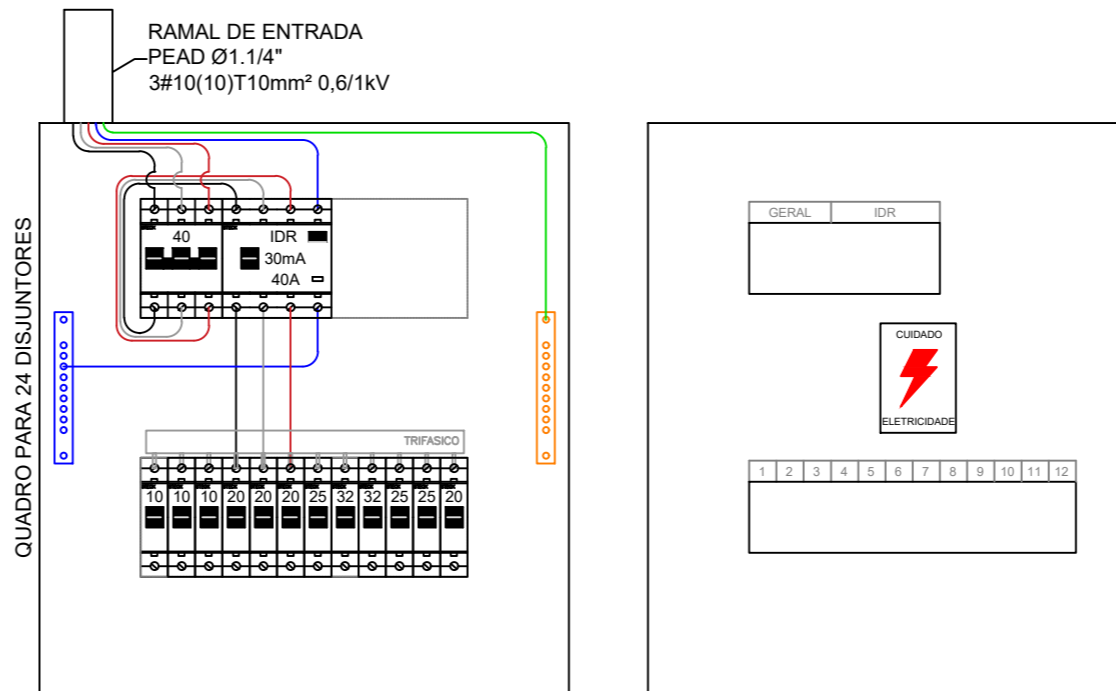 RAMAL DE ENTRADA
PEAD Ø1.1/4"
3#10(10)T10mm² 0,6/1kV
QUADRO PARA 24 DISJUNTORES
40
IDR
30mA
40A
TRIFASICO
10 10 10 20 20 20 25 32 32 25 25 20
GERAL IDR
CUIDADO
ELETRICIDADE
1 2 3 4 5 6 7 8 9 10 11 12